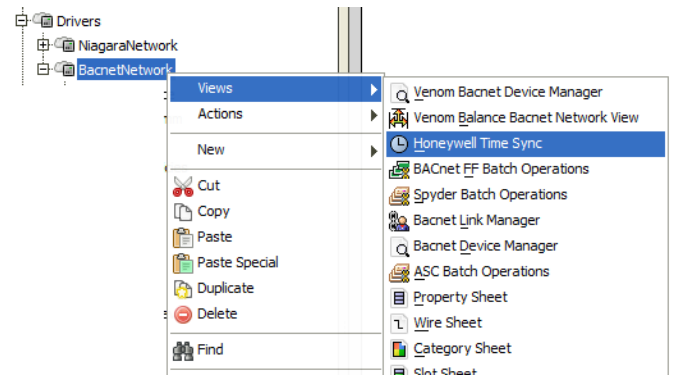 Drivers
NiagaraNetwork
BacnetNetwork
Views
Actions
New
Cut
Copy
Paste
Paste Special
Duplicate
Delete
Find
Venom Bacnet Device Manager
Venom Balance Bacnet Network View
Honeywell Time Sync
BACnet FF Batch Operations
Spyder Batch Operations
Bacnet Link Manager
Bacnet Device Manager
ASC Batch Operations
Property Sheet
Wire Sheet
Category Sheet
Slot Sheet